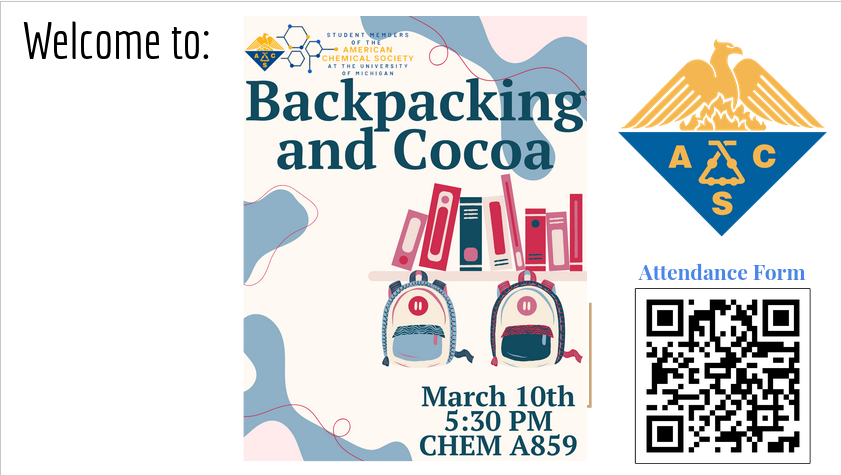 Welcome to:
STUDENT MEMBERS
OF THE
AMERICAN
CHEMICAL SOCIETY
AT THE UNIVERSITY
OF MICHIGAN
A C
S
Backpacking
and Cocoa
March 10th
5:30 PM
CHEM A859
A C
S
Attendance Form